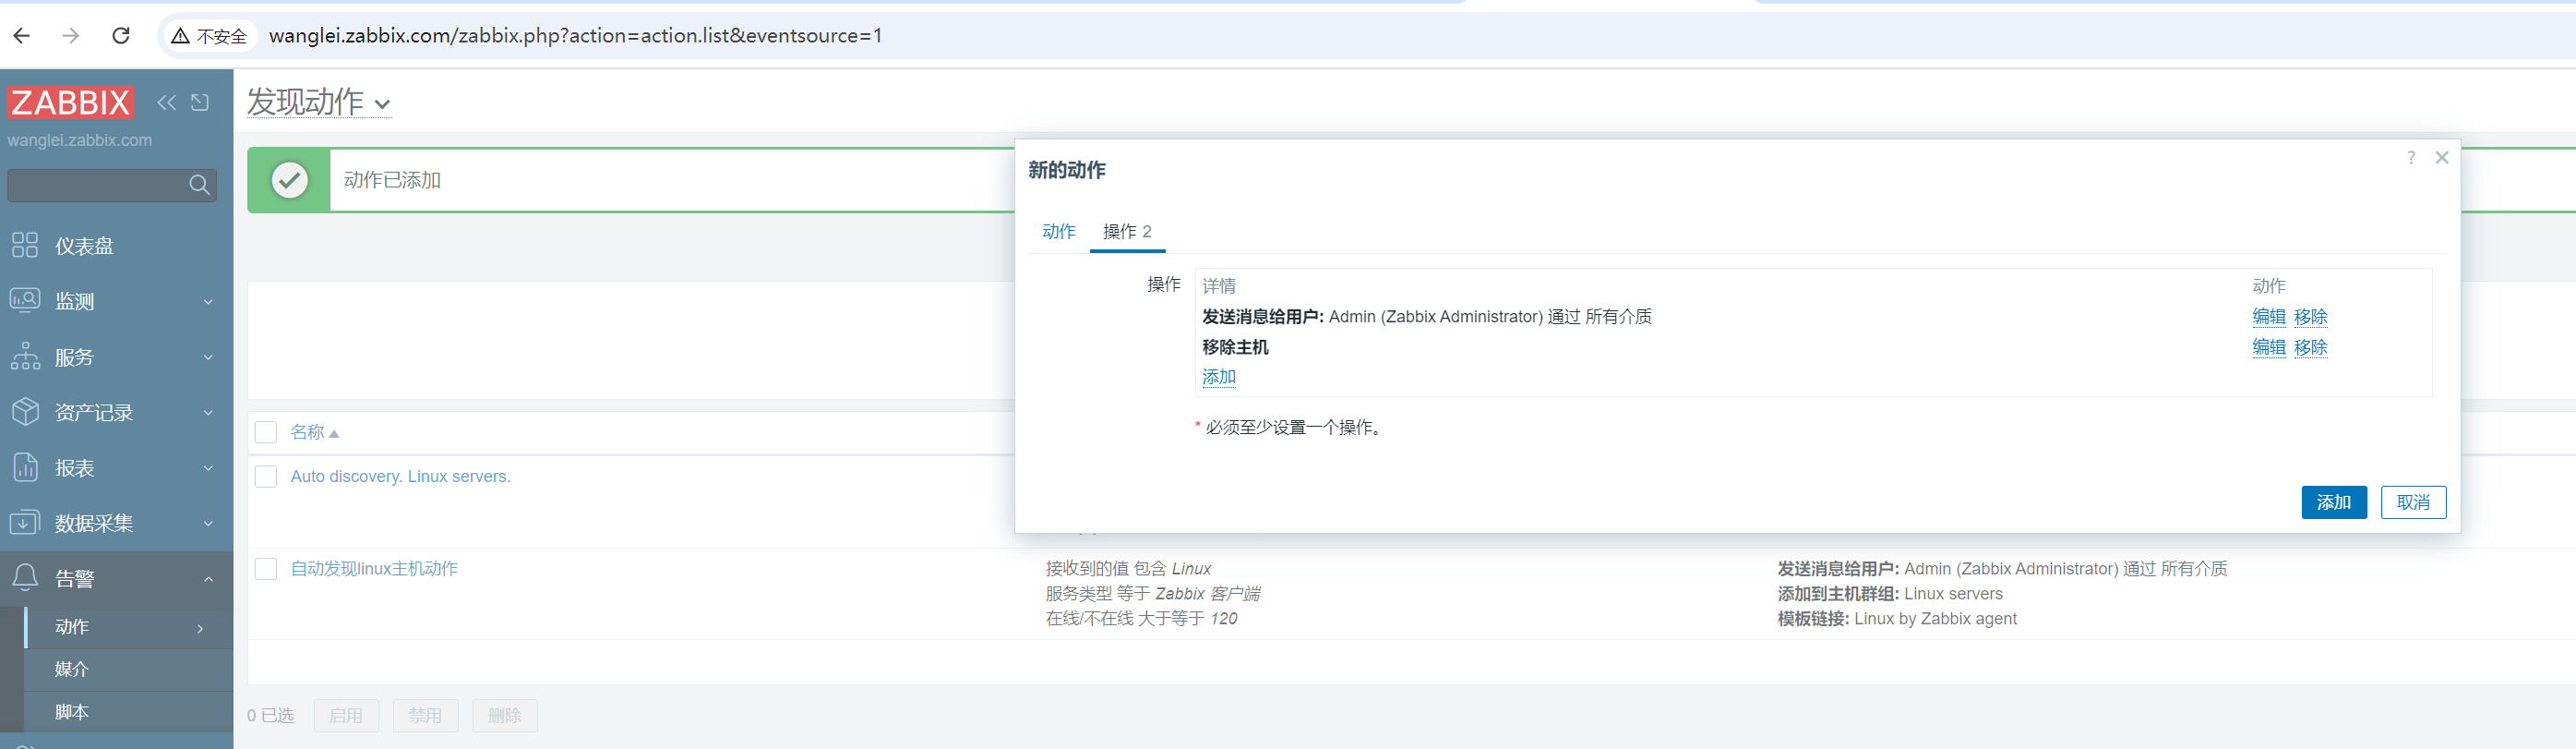 不安全 wanglei.zabbix.com/zabbix.php?action=action.list&eventsource=1
ZABBIX
wanglei.zabbix.com
仪表盘
监测
服务
资产记录
报表
数据采集
告警
动作
媒介
脚本
发现动作
动作已添加
新的动作
?
动作 操作 2
操作 详情 动作
发送消息给用户: Admin (Zabbix Administrator) 通过 所有介质 编辑 移除
移除主机 编辑 移除
添加
* 必须至少设置一个操作。
添加 取消
名称
Auto discovery. Linux servers.
自动发现linux主机动作
接收到的值 包含 Linux
服务类型 等于 Zabbix 客户端
在线/不在线 大于等于 120
发送消息给用户: Admin (Zabbix Administrator) 通过 所有介质
添加到主机群组: Linux servers
模板链接: Linux by Zabbix agent
0 已选 启用 禁用 删除